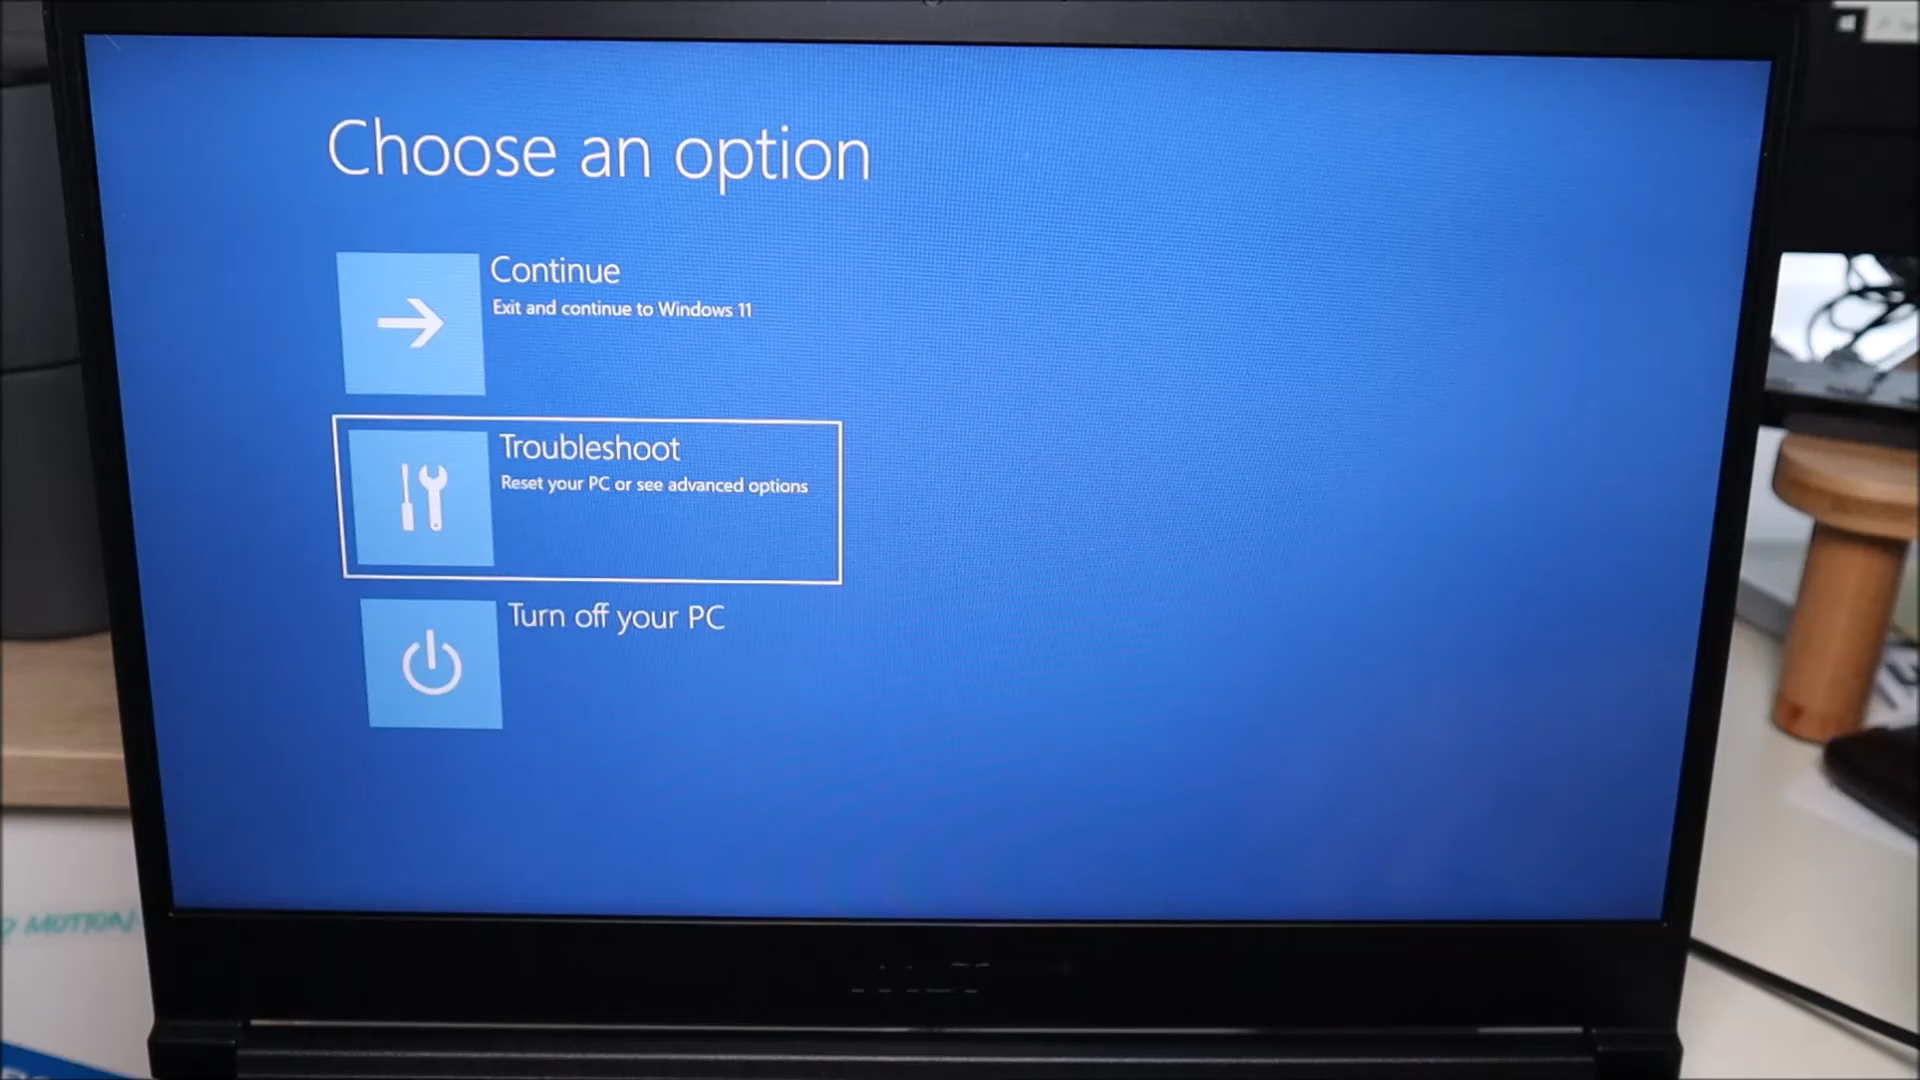 Choose an option
Continue
Exit and continue to Windows 11
Troubleshoot
Reset your PC or see advanced options
Turn off your PC
MOTION